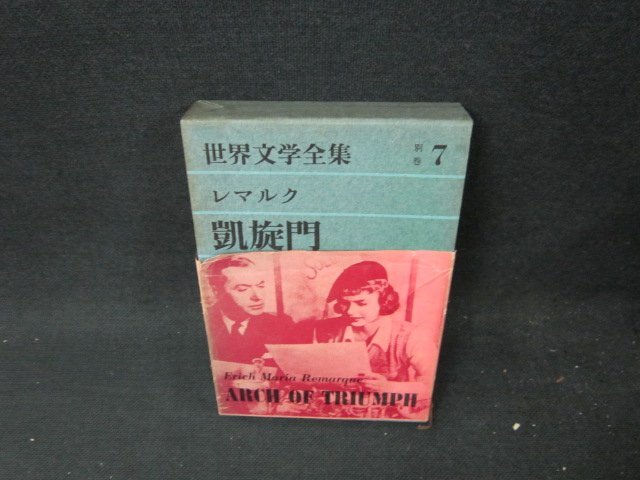 世界文学全集
別巻 7
レマルク
凱旋門
Erich Maria Remarque
ARCH OF TRIUMPH